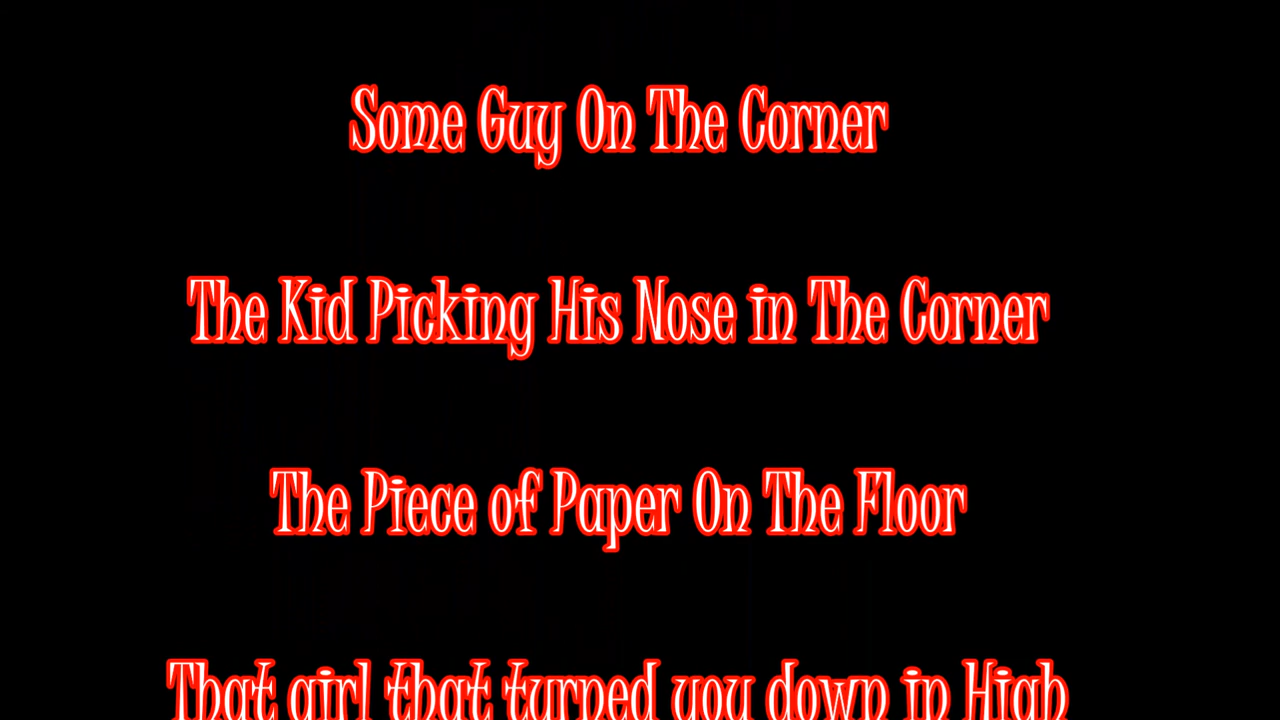 Some Guy On The Corner
The Kid Picking His Nose in The Corner
The Piece of Paper On The Floor
That girl that turned you down in High